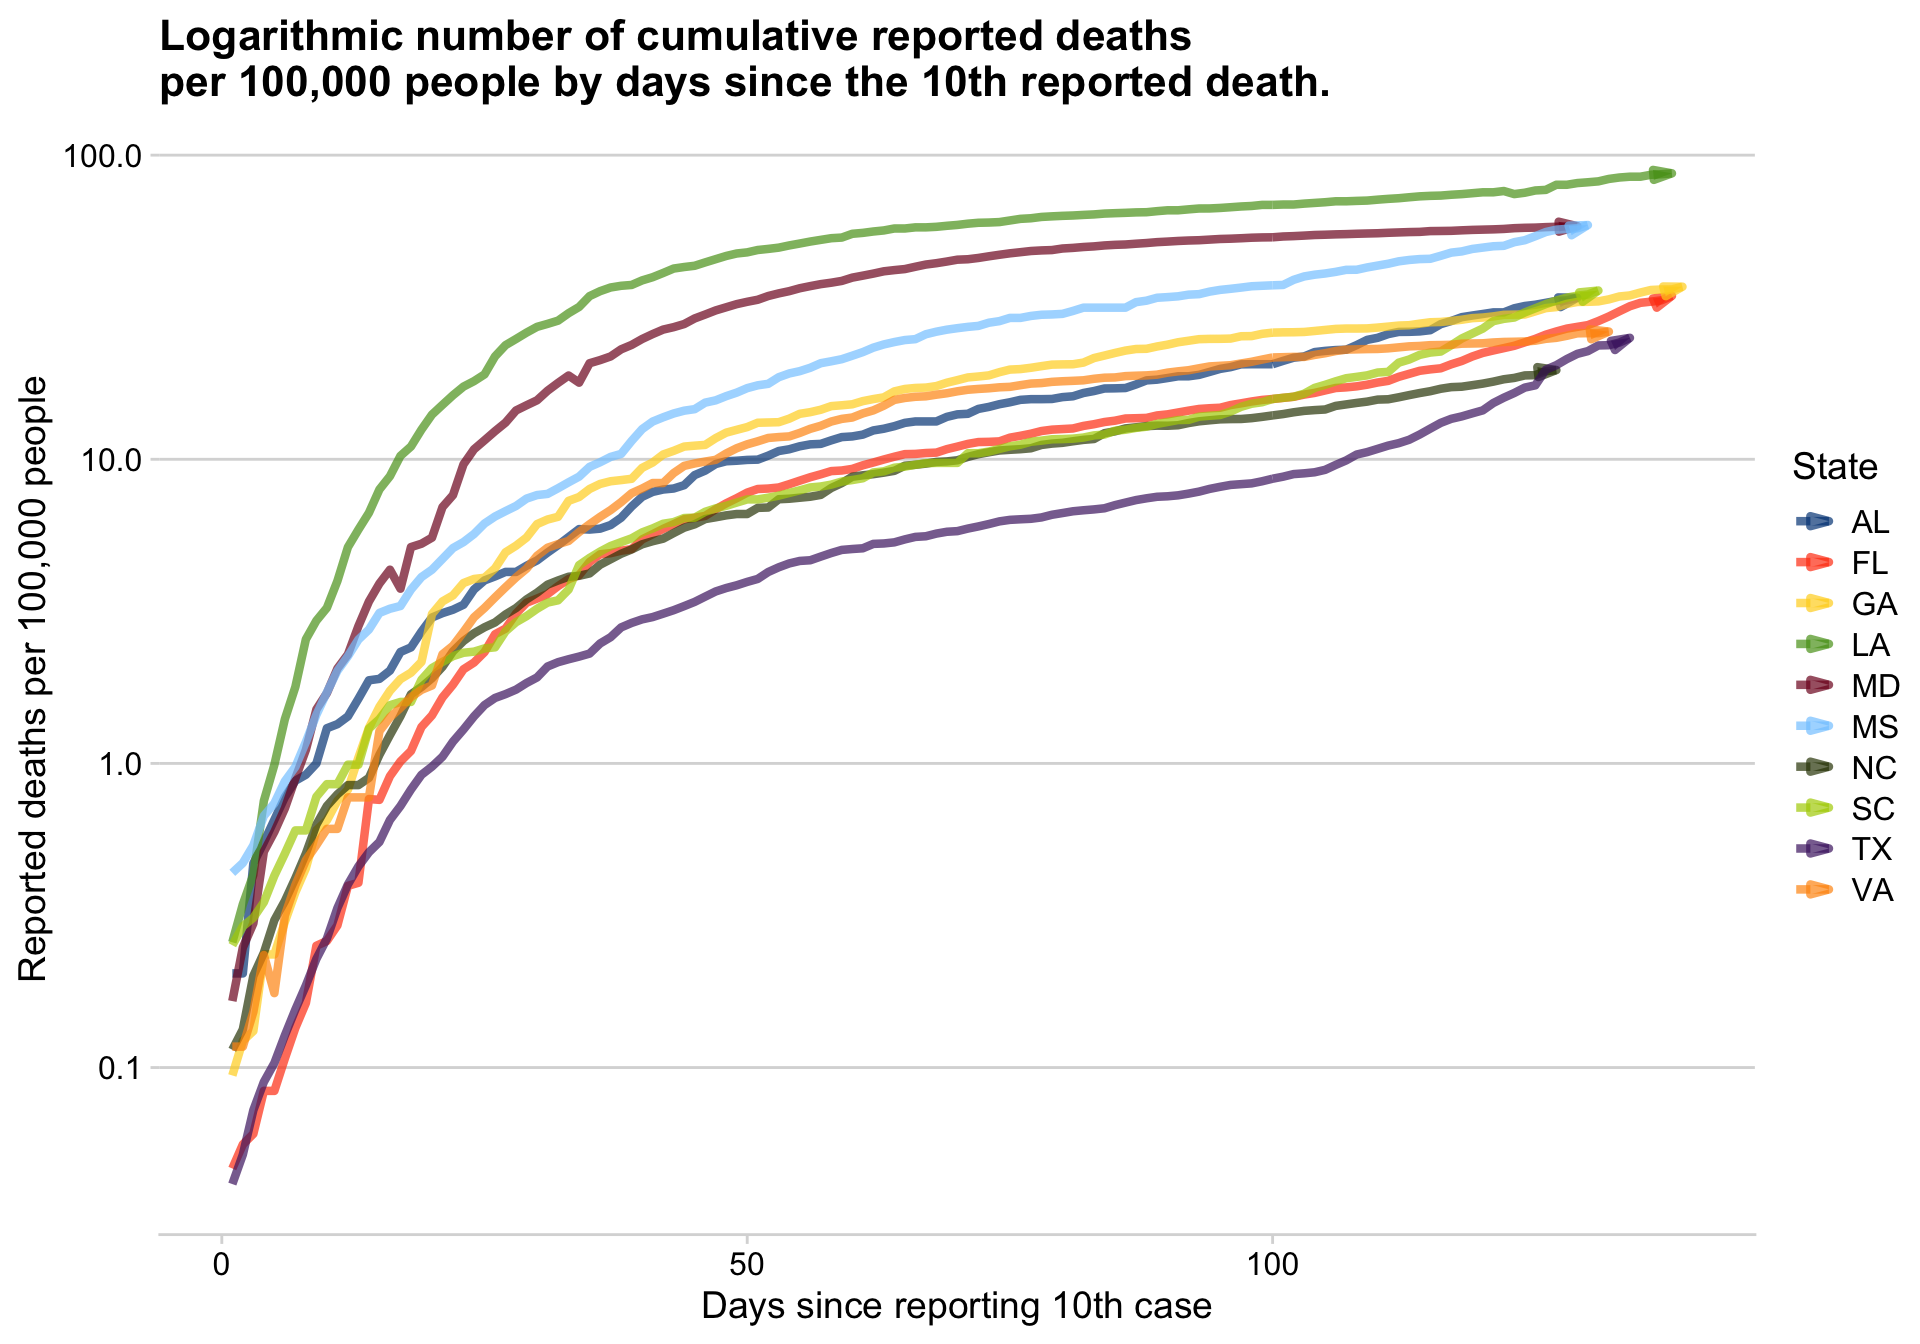 Logarithmic number of cumulative reported deaths
per 100,000 people by days since the 10th reported death.
Reported deaths per 100,000 people
100.0
10.0
1.0
0.1
0
50
100
Days since reporting 10th case
State
AL
FL
GA
LA
MD
MS
NC
SC
TX
VA